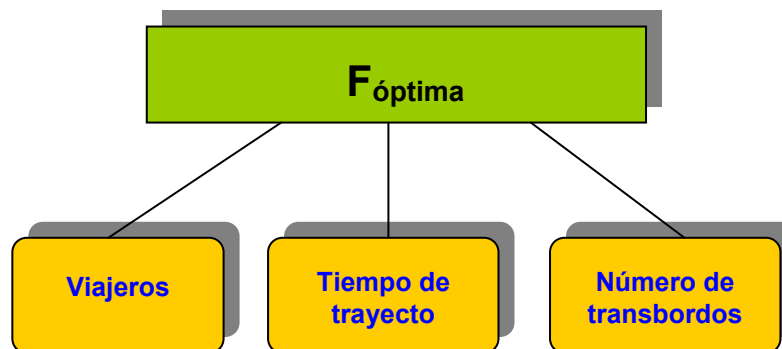 Fóptima
Viajeros
Tiempo de
trayecto
Número de
transbordos